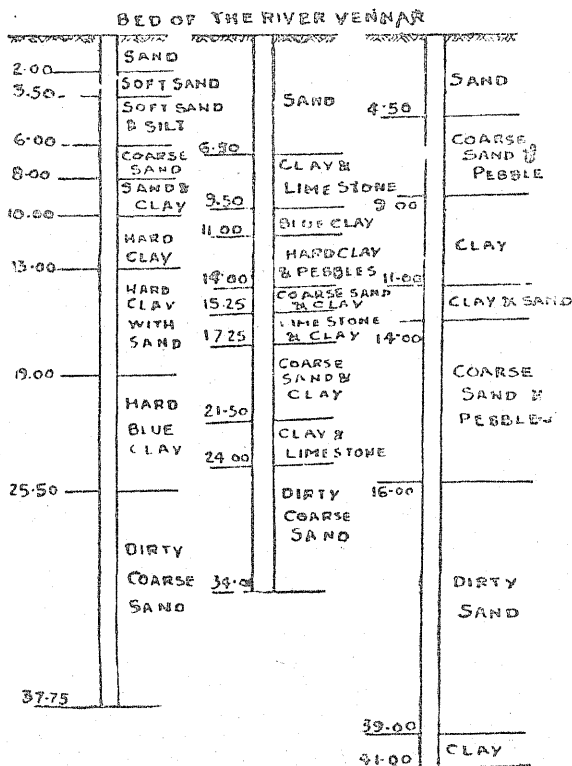 BED OF THE RIVER VENNAR
SAND
2.00
SOFT SAND
3.50
SOFT SAND
& SILT
6.00
COARSE
SAND
8.00
SAND &
CLAY
10.00
HARD
CLAY
13.00
HARD
CLAY
WITH
SAND
19.00
HARD
BLUE
CLAY
25.50
DIRTY
COARSE
SAND
37.75
SAND
6.50
CLAY &
LIME STONE
9.50
BLUE CLAY
11.00
HARD CLAY
& PEBBLES
14.00
COARSE SAND
& CLAY
15.25
LIME STONE
& CLAY
17.25
COARSE
SAND &
CLAY
21.50
CLAY &
LIMESTONE
24.00
DIRTY
COARSE
SAND
34.0
SAND
4.50
COARSE
SAND &
PEBBLE
9.00
CLAY
11.00
CLAY & SAND
14.00
COARSE
SAND &
PEBBLES
16.00
DIRTY
SAND
39.00
CLAY
41.00